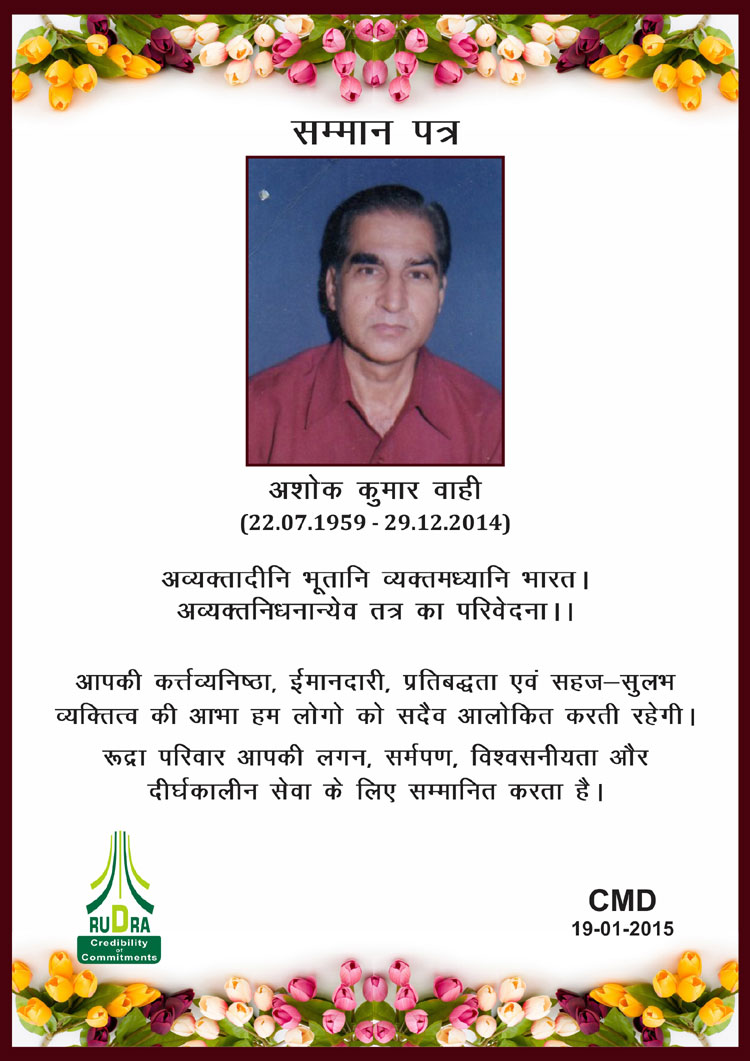 सम्मान पत्र
अशोक कुमार वाही
(22.07.1959 - 29.12.2014)
अव्यक्तादीनि भूतानि व्यक्तमध्यानि भारत।
अव्यक्तनिधनान्येव तत्र का परिवेदना।।
आपकी कर्त्तव्यनिष्ठा, ईमानदारी, प्रतिबद्धता एवं सहज–सुलभ
व्यक्तित्व की आभा हम लोगो को सदैव आलोकित करती रहेगी।
रूद्रा परिवार आपकी लगन, सर्मपण, विश्वसनीयता और
दीर्घकालीन सेवा के लिए सम्मानित करता है।
RUDRA
Credibility
of
Commitments
CMD
19-01-2015